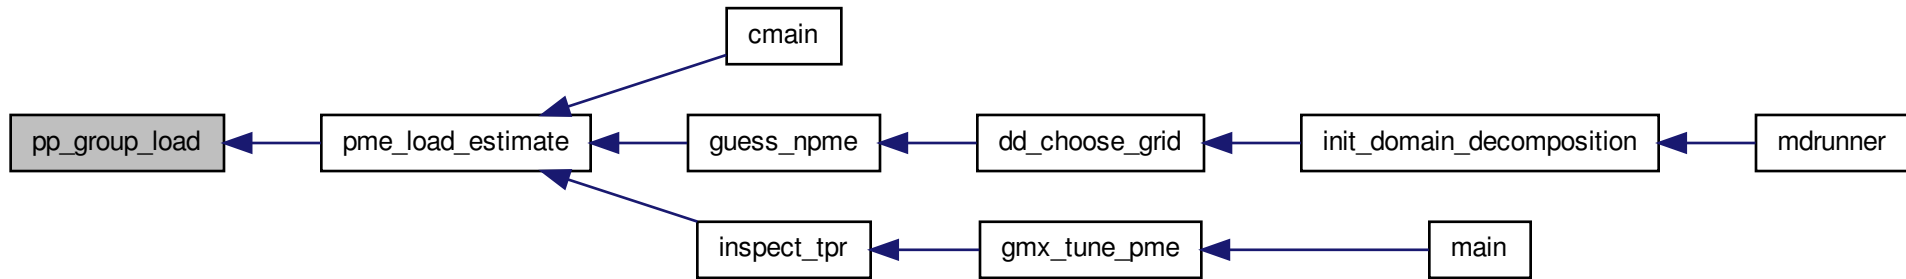 cmain
pp_group_load
pme_load_estimate
guess_npme
dd_choose_grid
init_domain_decomposition
mdrunner
inspect_tpr
gmx_tune_pme
main